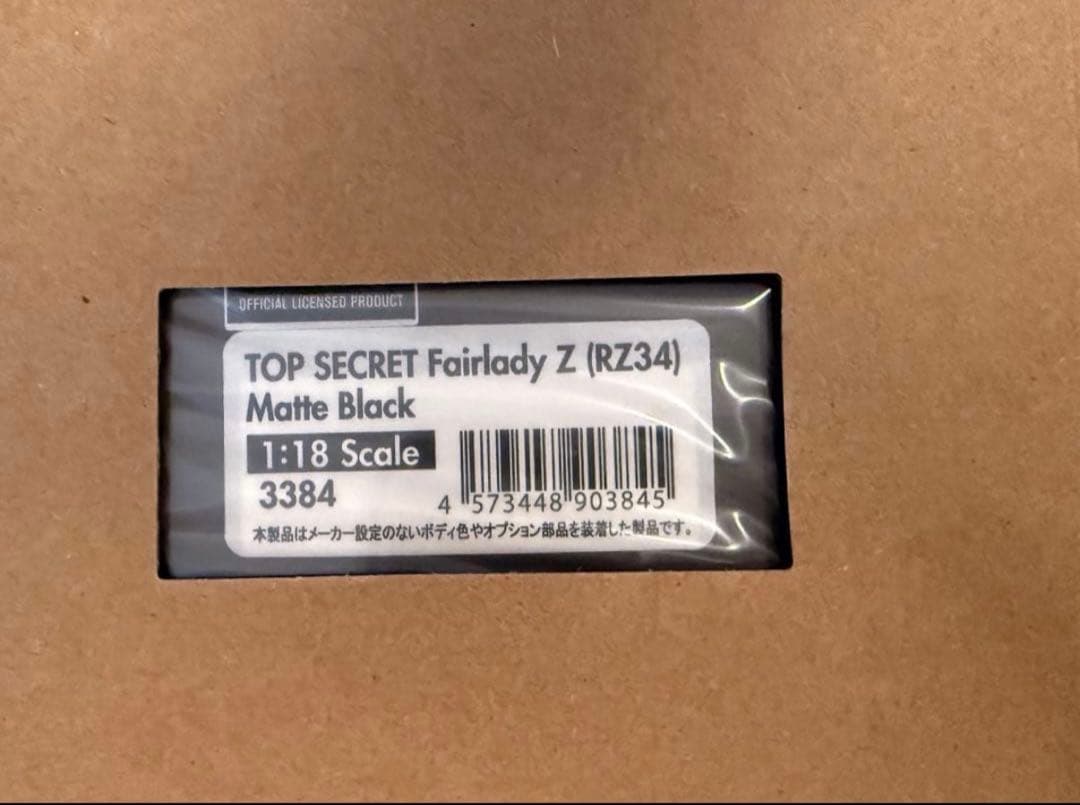 OFFICIAL LICENSED PRODUCT
TOP SECRET Fairlady Z (RZ34)
Matte Black
1:18 Scale
3384
4 573448 903845
本製品はメーカー設定のないボディ色やオプション部品を装着した製品です。